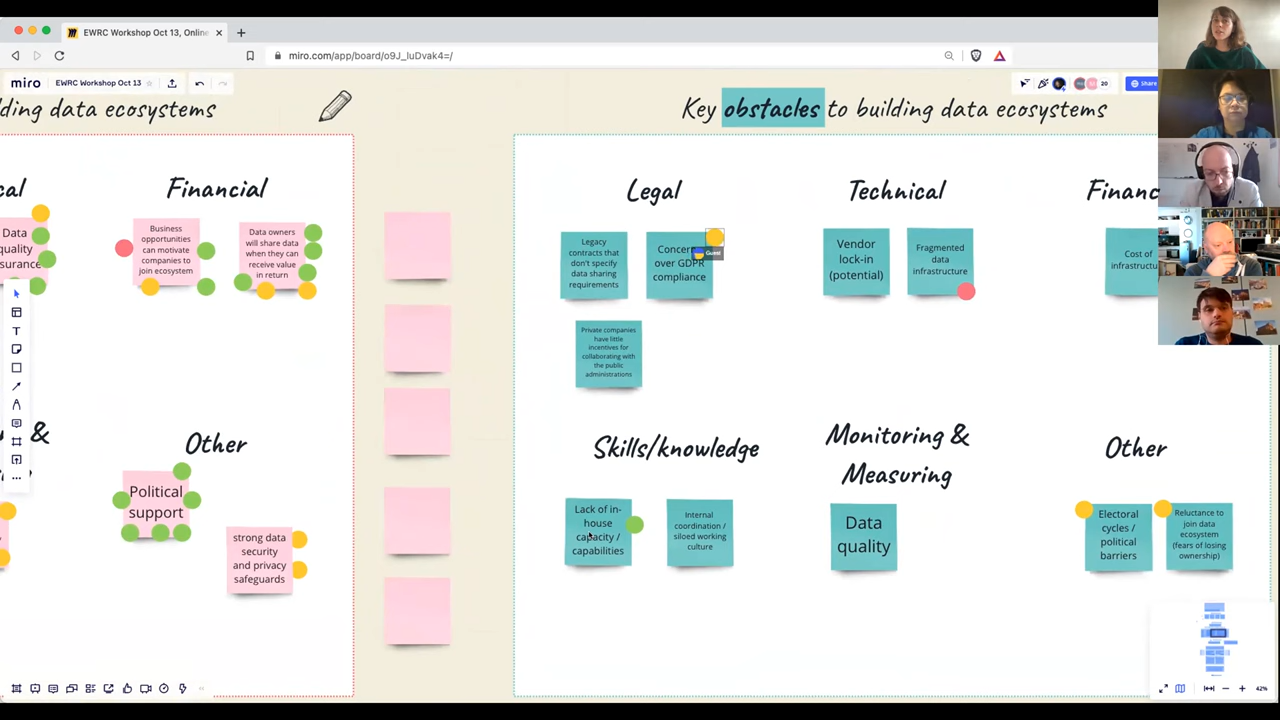 EWRC Workshop Oct 13, Online
miro.com/app/board/o9J_luDvak4=/
miro
EWRC Workshop Oct 13
20
Share
lding data ecosystems
Key obstacles to building data ecosystems
cal
Financial
Legal
Technical
Financ
Data
quality
surance
Business
opportunities
can motivate
companies to
join ecosystem
Data owners
will share data
when they can
receive value
in return
Legacy
contracts that
don't specify
data sharing
requirements
Concerns
over GDPR
compliance
Guest
Vendor
lock-in
(potential)
Fragmented
data
infrastructure
Cost of
infrastructu
Private companies
have little
incentives for
collaborating with
the public
administrations
&
Other
Skills/knowledge
Monitoring &
Measuring
Other
Political
support
strong data
security
and privacy
safeguards
Lack of in-
house
capacity /
capabilities
Internal
coordination /
siloed working
culture
Data
quality
Electoral
cycles /
political
barriers
Reluctance to
join data
ecosystem
(fears of losing
ownership)
42%